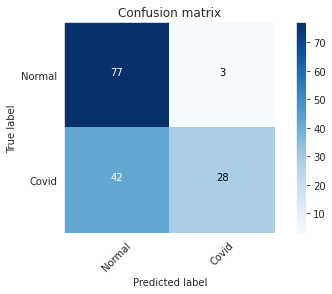 Confusion matrix
Normal
77
3
Covid
42
28
Normal
Covid
True label
Predicted label
70
60
50
40
30
20
10